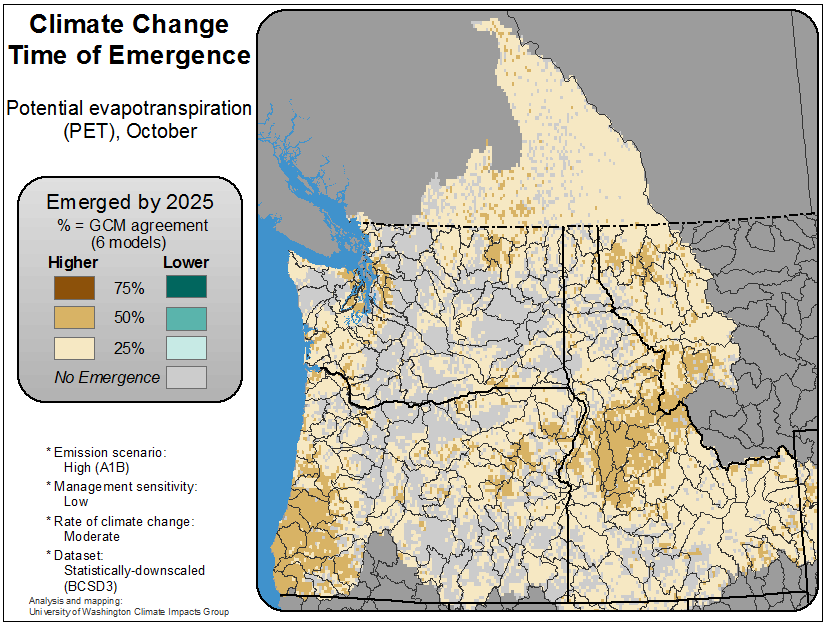 Climate Change
Time of Emergence
Potential evapotranspiration
(PET), October
Emerged by 2025
% = GCM agreement
(6 models)
Higher Lower
75%
50%
25%
No Emergence
* Emission scenario:
High (A1B)
* Management sensitivity:
Low
* Rate of climate change:
Moderate
* Dataset:
Statistically-downscaled
(BCSD3)
Analysis and mapping:
University of Washington Climate Impacts Group